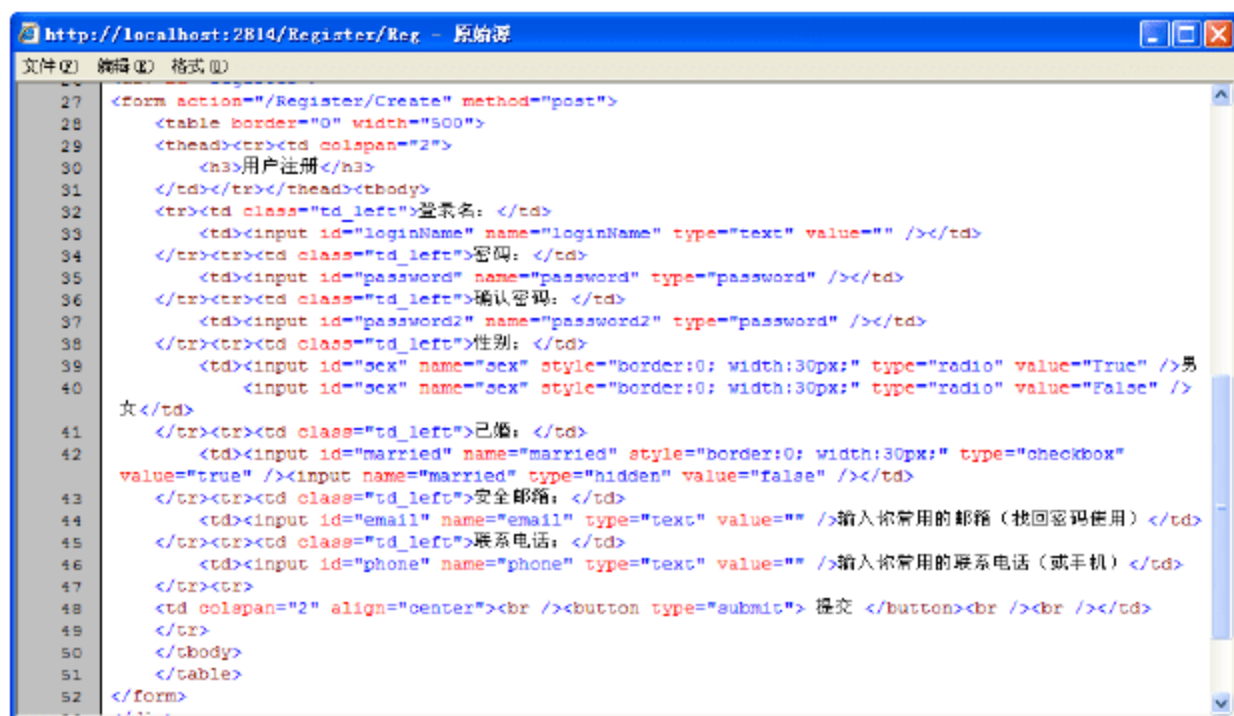 http://localhost:2814/Register/Reg - 原始源
文件(F) 编辑(E) 格式(O)
27 <form action="/Register/Create" method="post">
28 <table border="0" width="500">
29 <thead><tr><td colspan="2">
30 <h3>用户注册</h3>
31 </td></tr></thead><tbody>
32 <tr><td class="td_left">登录名：</td>
33 <td><input id="loginName" name="loginName" type="text" value="" /></td>
34 </tr><tr><td class="td_left">密码：</td>
35 <td><input id="password" name="password" type="password" /></td>
36 </tr><tr><td class="td_left">确认密码：</td>
37 <td><input id="password2" name="password2" type="password" /></td>
38 </tr><tr><td class="td_left">性别：</td>
39 <td><input id="sex" name="sex" style="border:0; width:30px;" type="radio" value="True" />男
40 <input id="sex" name="sex" style="border:0; width:30px;" type="radio" value="False" />
女</td>
41 </tr><tr><td class="td_left">已婚：</td>
42 <td><input id="married" name="married" style="border:0; width:30px;" type="checkbox"
value="true" /><input name="married" type="hidden" value="false" /></td>
43 </tr><tr><td class="td_left">安全邮箱：</td>
44 <td><input id="email" name="email" type="text" value="" />输入你常用的邮箱（找回密码使用）</td>
45 </tr><tr><td class="td_left">联系电话：</td>
46 <td><input id="phone" name="phone" type="text" value="" />输入你常用的联系电话（或手机）</td>
47 </tr><tr>
48 <td colspan="2" align="center"><br /><button type="submit"> 提交 </button><br /><br /></td>
49 </tr>
50 </tbody>
51 </table>
52 </form>